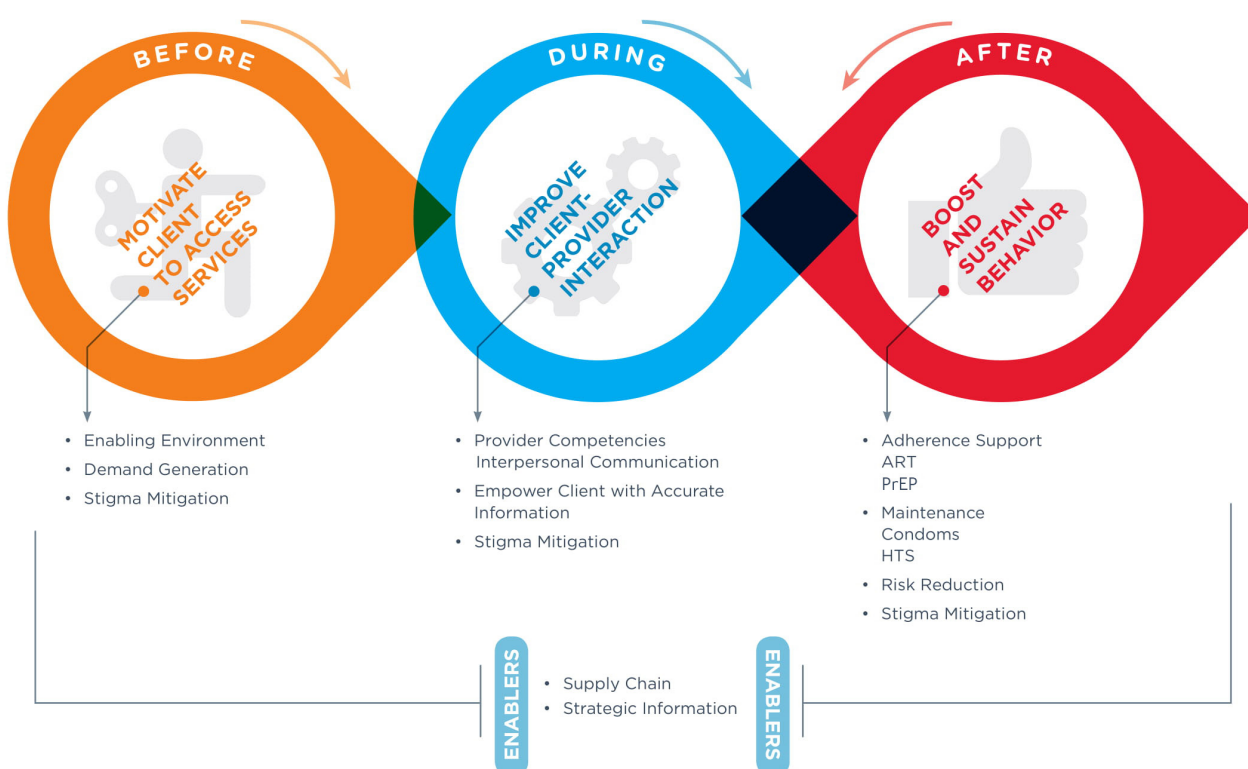 BEFORE
DURING
AFTER
MOTIVATE
CLIENT
TO ACCESS
SERVICES
IMPROVE
CLIENT-
PROVIDER
INTERACTION
BOOST
AND
SUSTAIN
BEHAVIOR
• Enabling Environment
• Demand Generation
• Stigma Mitigation
• Provider Competencies
Interpersonal Communication
• Empower Client with Accurate
Information
• Stigma Mitigation
• Adherence Support
ART
PrEP
• Maintenance
Condoms
HTS
• Risk Reduction
• Stigma Mitigation
ENABLERS
• Supply Chain
• Strategic Information
ENABLERS